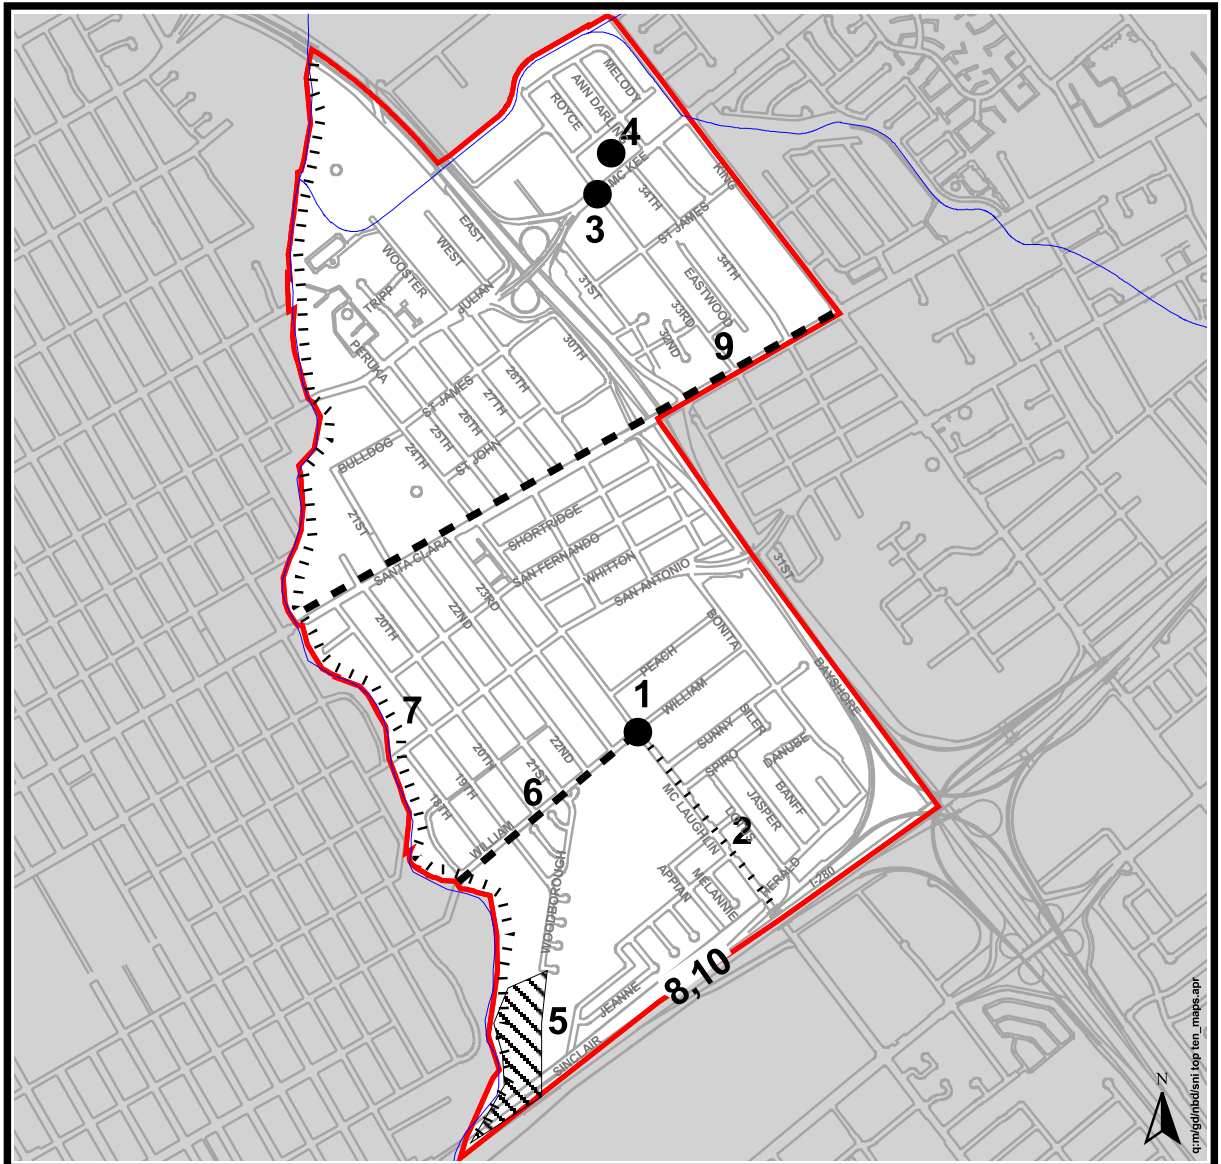 MELODY
ANN DARLING
ROYCE
4
MC KEE
KING
34TH
3
ST JAMES
EAST
WEST
WOOSTER
TRIPP
JULIAN
31ST
34TH
EASTWOOD
33RD
32ND
9
30TH
PERUKA
ST JAMES
28TH
27TH
26TH
25TH
24TH
ST JOHN
BULLDOG
21ST
SANTA CLARA
SHORTRIDGE
SAN FERNANDO
WHITTON
SAN ANTONIO
31ST
23RD
22ND
20TH
BONITA
PEACH
WILLIAM
BAYSHORE
1
7
SILER
SUNNY
SPIRO
DANUBE
22ND
21ST
20TH
19TH
18TH
6
WILLIAM
MC LAUGHLIN
2
JASPER
BANFF
HERALD
I-280
APPIAN
MELANNIE
WOODBOROUGH
8,10
JEANNE
5
SINCLAIR
N
q:m/gd/nbd/sni top ten_maps.apr